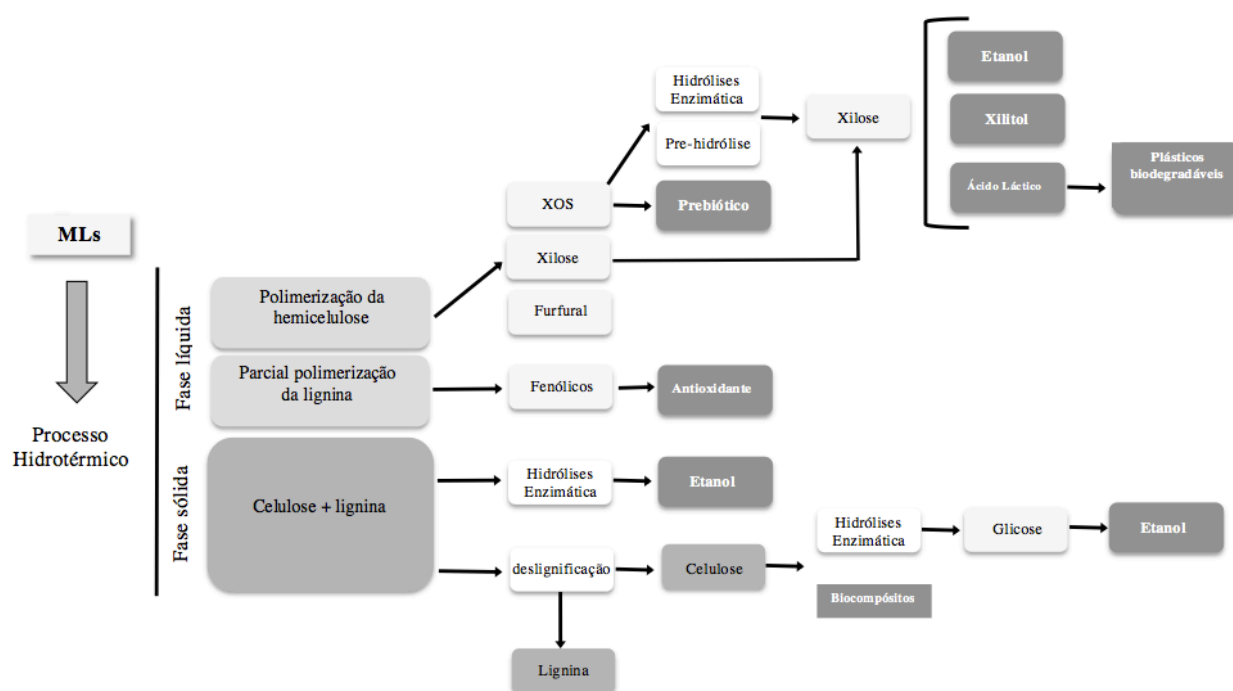 MLs
Processo
Hidrotérmico
Fase líquida
Fase sólida
Polimerização da
hemicelulose
Parcial polimerização
da lignina
Celulose + lignina
XOS
Xilose
Furfural
Fenólicos
Hidrólises
Enzimática
deslignificação
Lignina
Hidrólises
Enzimática
Pre-hidrólise
Prebiótico
Antioxidante
Etanol
Celulose
Xilose
Hidrólises
Enzimática
Biocompósitos
Etanol
Xilitol
Ácido Láctico
Glicose
Plásticos
biodegradáveis
Etanol